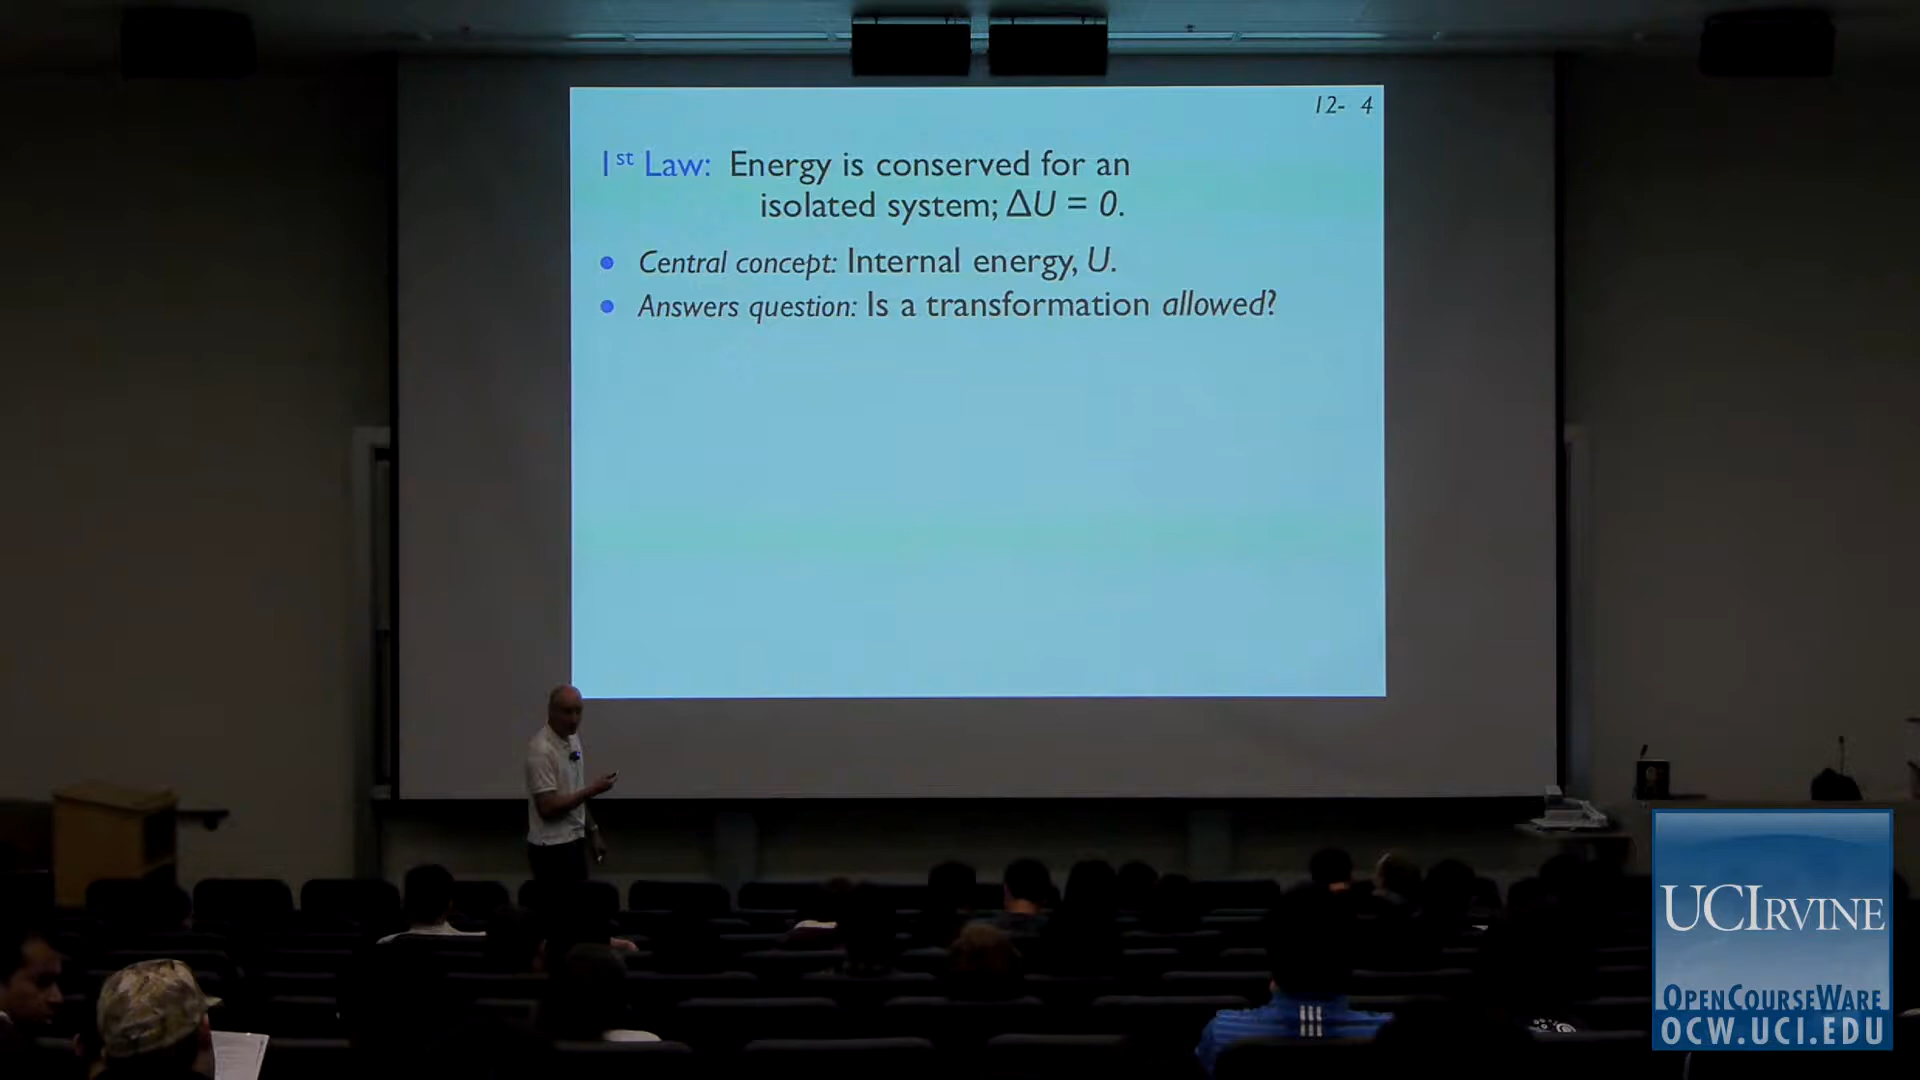 12- 4
1st Law: Energy is conserved for an
isolated system; ΔU = 0.
• Central concept: Internal energy, U.
• Answers question: Is a transformation allowed?
UCIRVINE
OPENCOURSEWARE
OCW.UCI.EDU